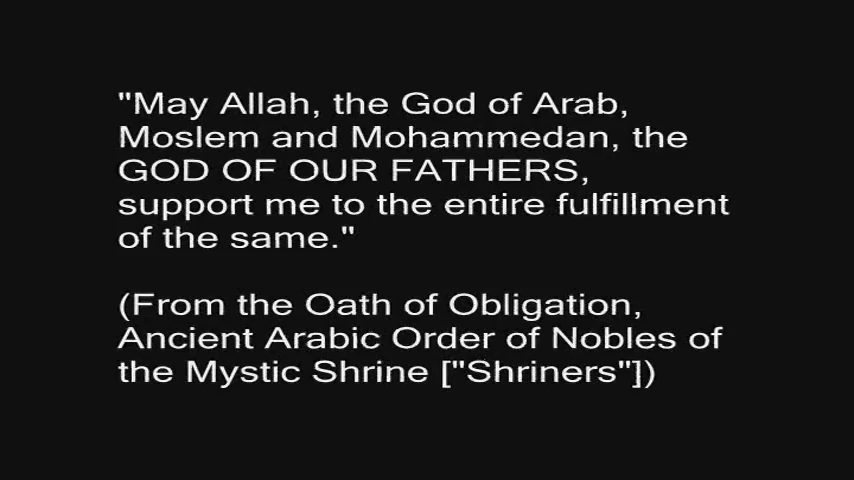 "May Allah, the God of Arab,
Moslem and Mohammedan, the
GOD OF OUR FATHERS,
support me to the entire fulfillment
of the same."
(From the Oath of Obligation,
Ancient Arabic Order of Nobles of
the Mystic Shrine ["Shriners"])